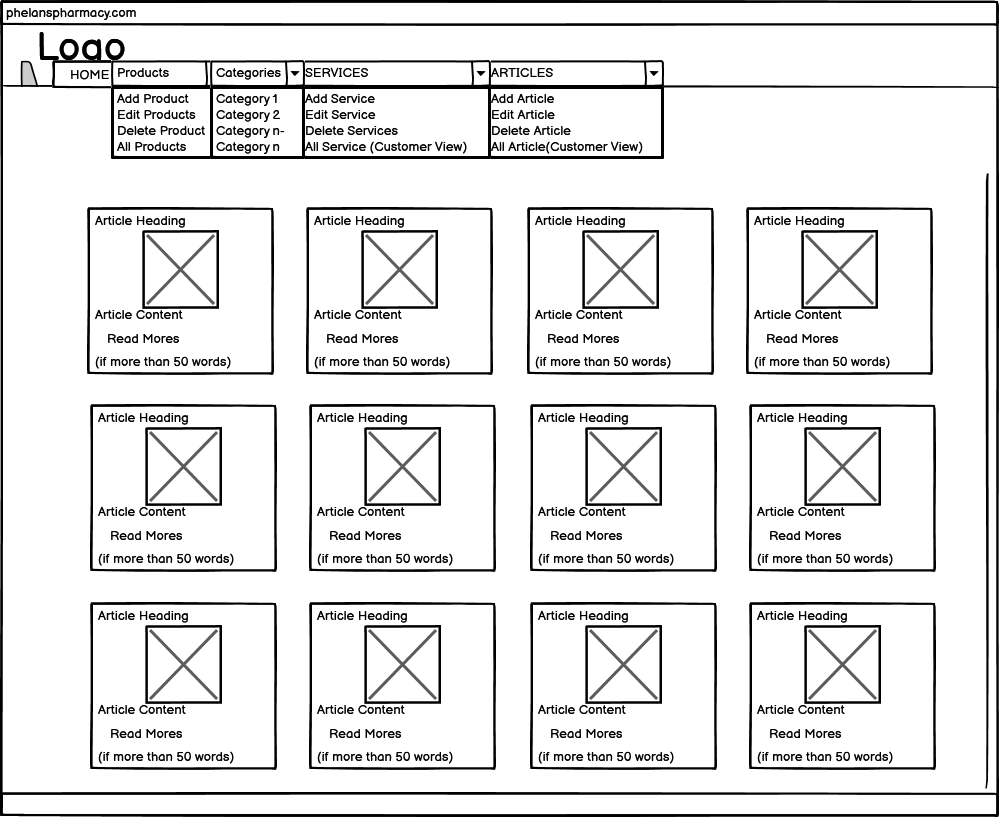 phelanspharmacy.com
Logo
HOME Products Categories SERVICES ARTICLES
Add Product Category 1 Add Service Add Article
Edit Products Category 2 Edit Service Edit Article
Delete Product Category n- Delete Services Delete Article
All Products Category n All Service (Customer View) All Article(Customer View)
Article Heading Article Heading Article Heading Article Heading
Article Content Article Content Article Content Article Content
Read Mores Read Mores Read Mores Read Mores
(if more than 50 words) (if more than 50 words) (if more than 50 words) (if more than 50 words)
Article Heading Article Heading Article Heading Article Heading
Article Content Article Content Article Content Article Content
Read Mores Read Mores Read Mores Read Mores
(if more than 50 words) (if more than 50 words) (if more than 50 words) (if more than 50 words)
Article Heading Article Heading Article Heading Article Heading
Article Content Article Content Article Content Article Content
Read Mores Read Mores Read Mores Read Mores
(if more than 50 words) (if more than 50 words) (if more than 50 words) (if more than 50 words)